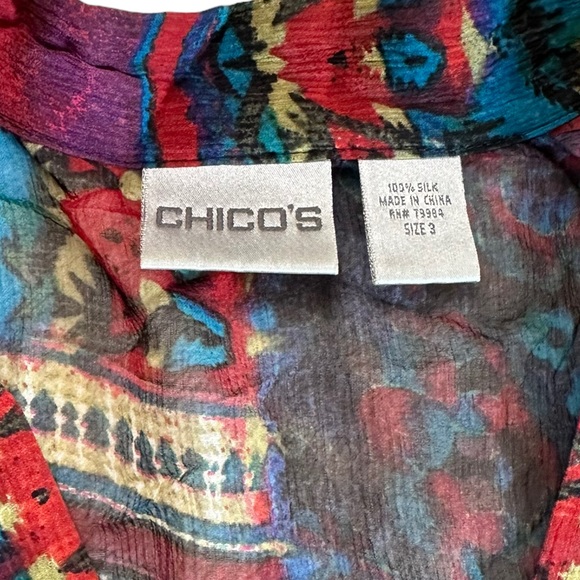 CHICO'S
100% SILK
MADE IN CHINA
RN# 79984
SIZE 3